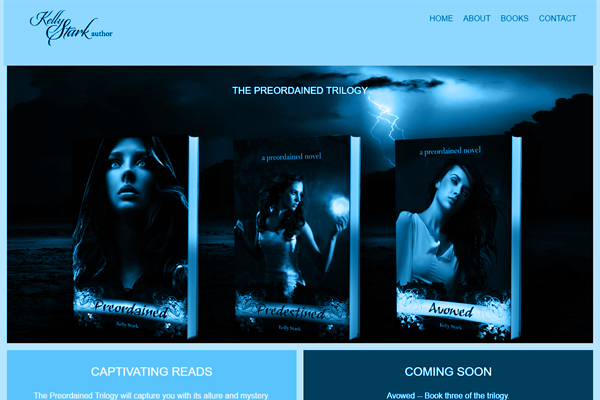 Kelly
Stark author
HOME ABOUT BOOKS CONTACT
THE PREORDAINED TRILOGY
a preordained novel
a preordained novel
Preordained
Kelly Stark
Predestined
Kelly Stark
Avowed
Kelly Stark
CAPTIVATING READS
The Preordained Trilogy will capture you with its allure and mystery.
COMING SOON
Avowed -- Book three of the trilogy.